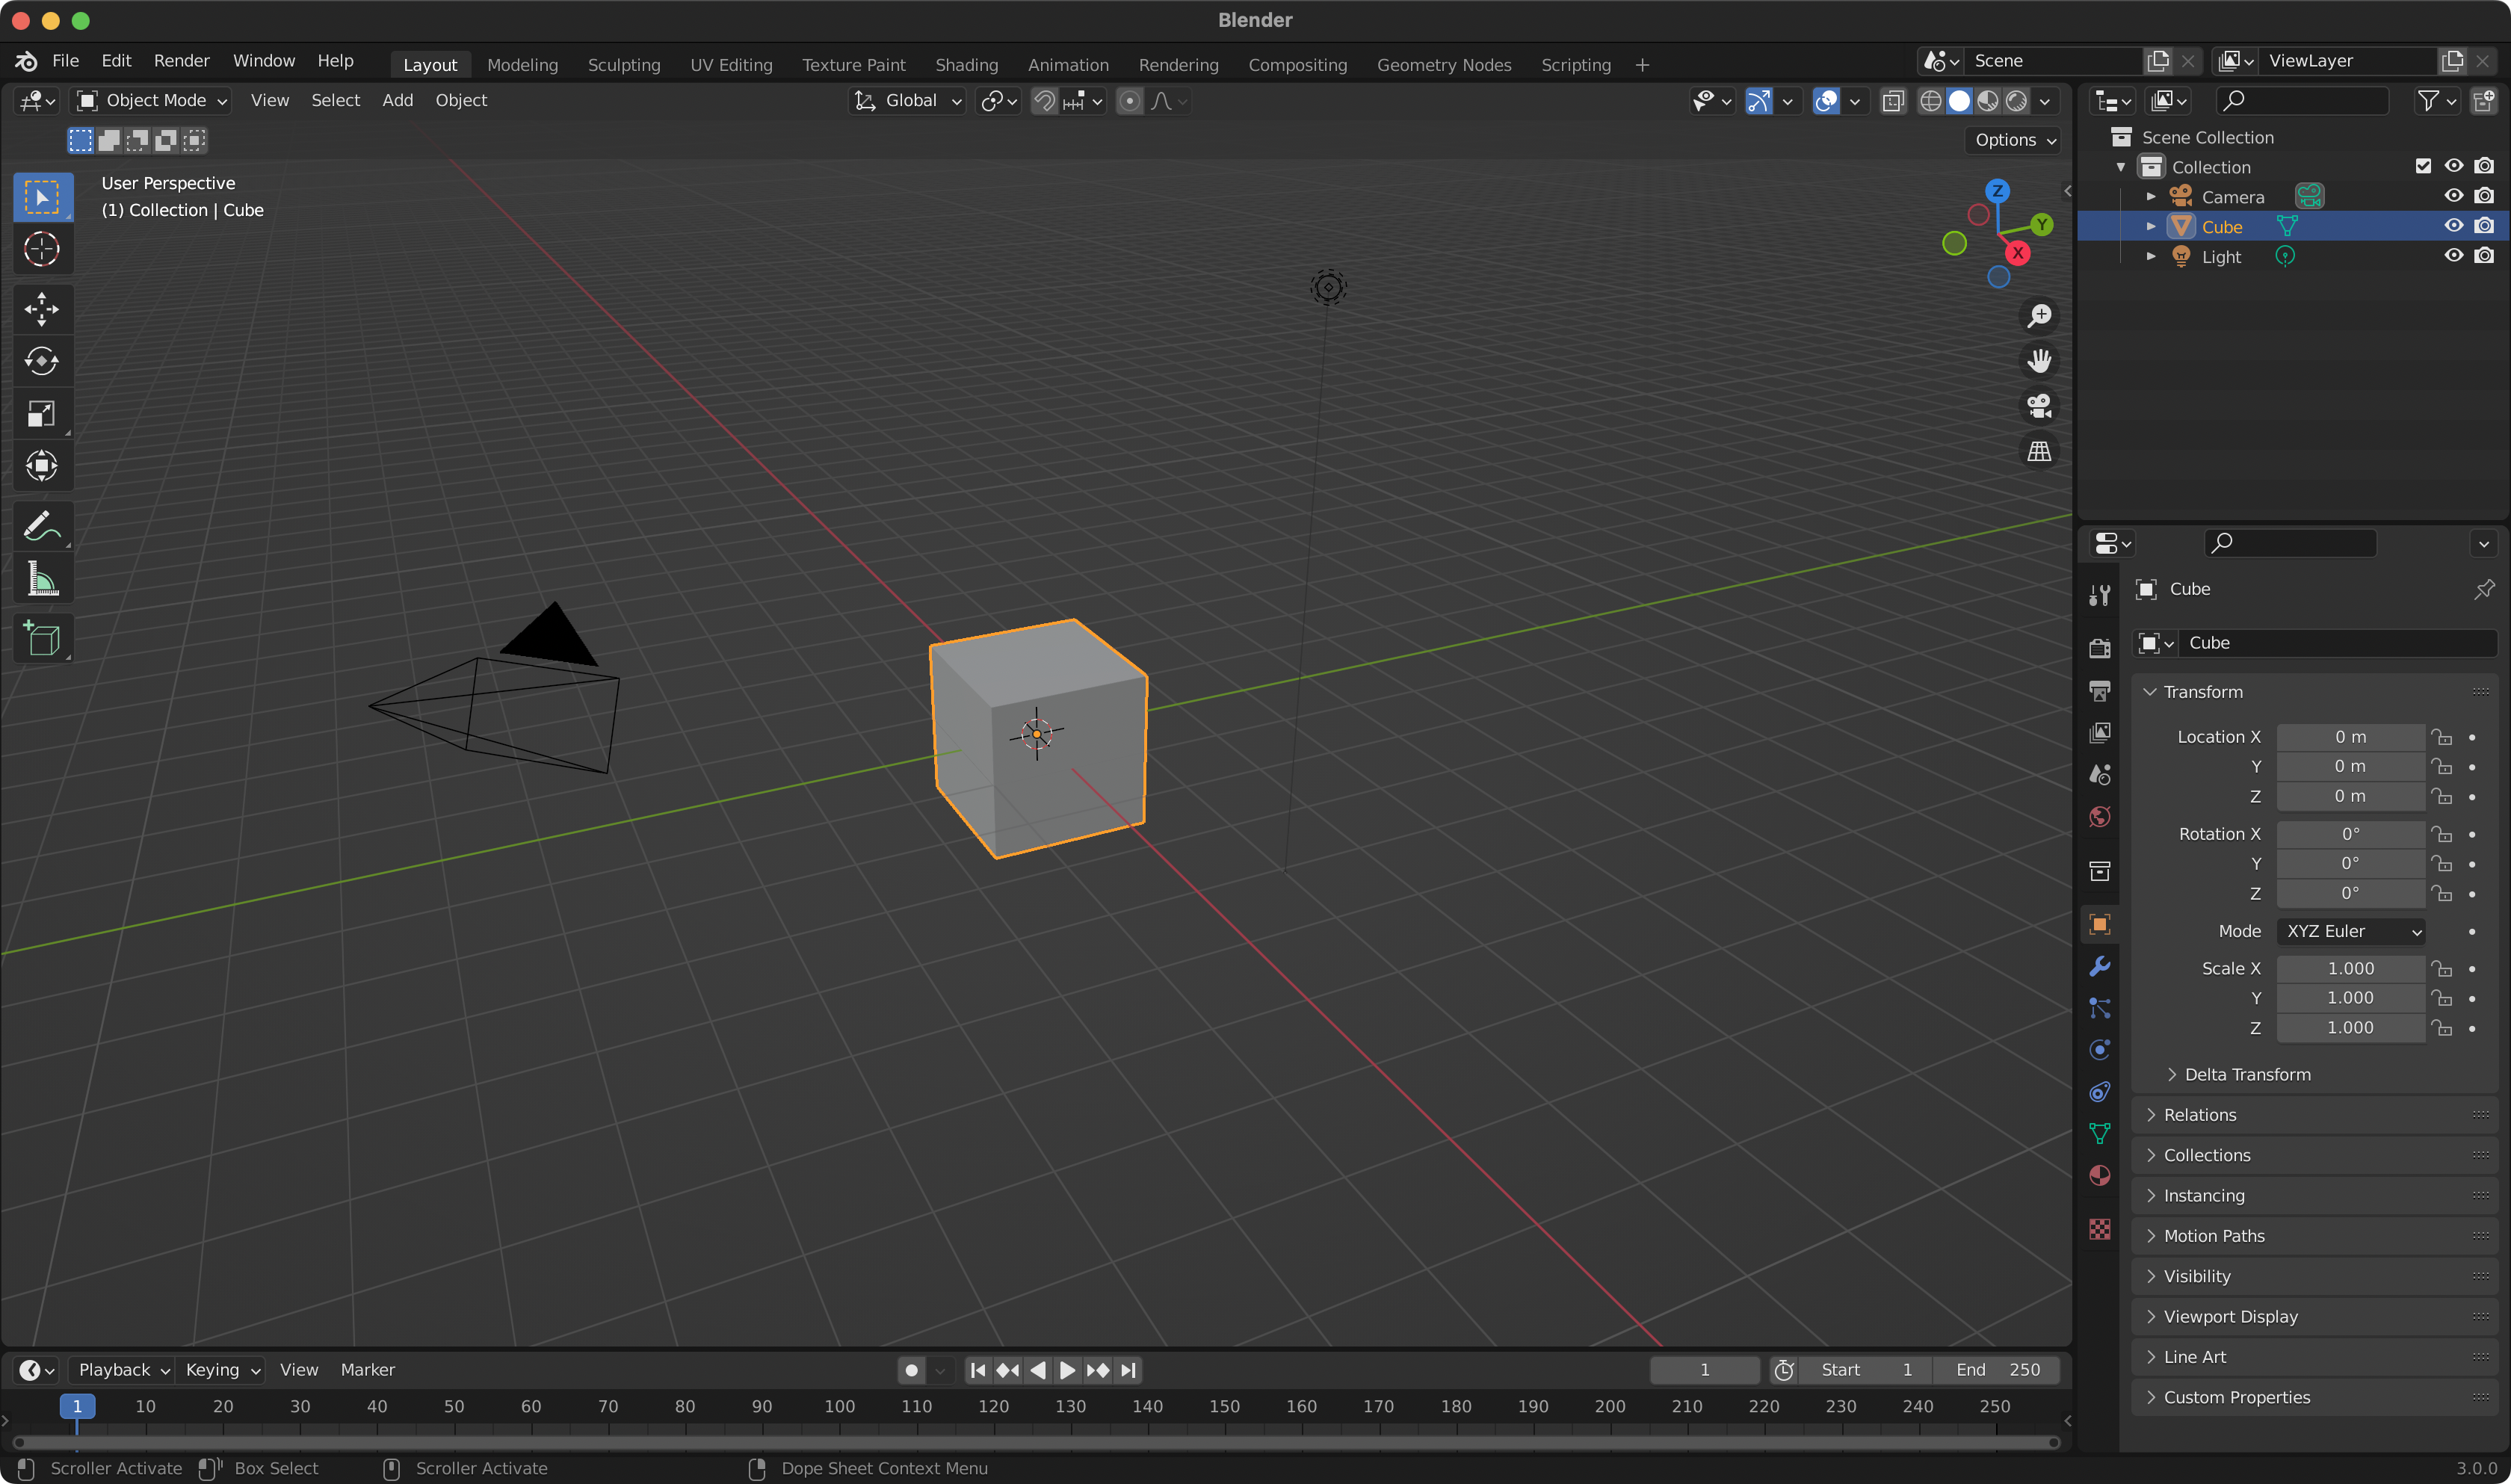 Blender
File Edit Render Window Help Layout Modeling Sculpting UV Editing Texture Paint Shading Animation Rendering Compositing Geometry Nodes Scripting + Scene ViewLayer
Object Mode View Select Add Object Global
Options
User Perspective
(1) Collection | Cube
Z
Y
X
Scene Collection
Collection
Camera
Cube
Light
Cube
Cube
Transform
Location X 0 m
Y 0 m
Z 0 m
Rotation X 0°
Y 0°
Z 0°
Mode XYZ Euler
Scale X 1.000
Y 1.000
Z 1.000
Delta Transform
Relations
Collections
Instancing
Motion Paths
Visibility
Viewport Display
Line Art
Custom Properties
Playback Keying View Marker 1 Start 1 End 250
1 10 20 30 40 50 60 70 80 90 100 110 120 130 140 150 160 170 180 190 200 210 220 230 240 250
Scroller Activate Box Select Scroller Activate Dope Sheet Context Menu 3.0.0